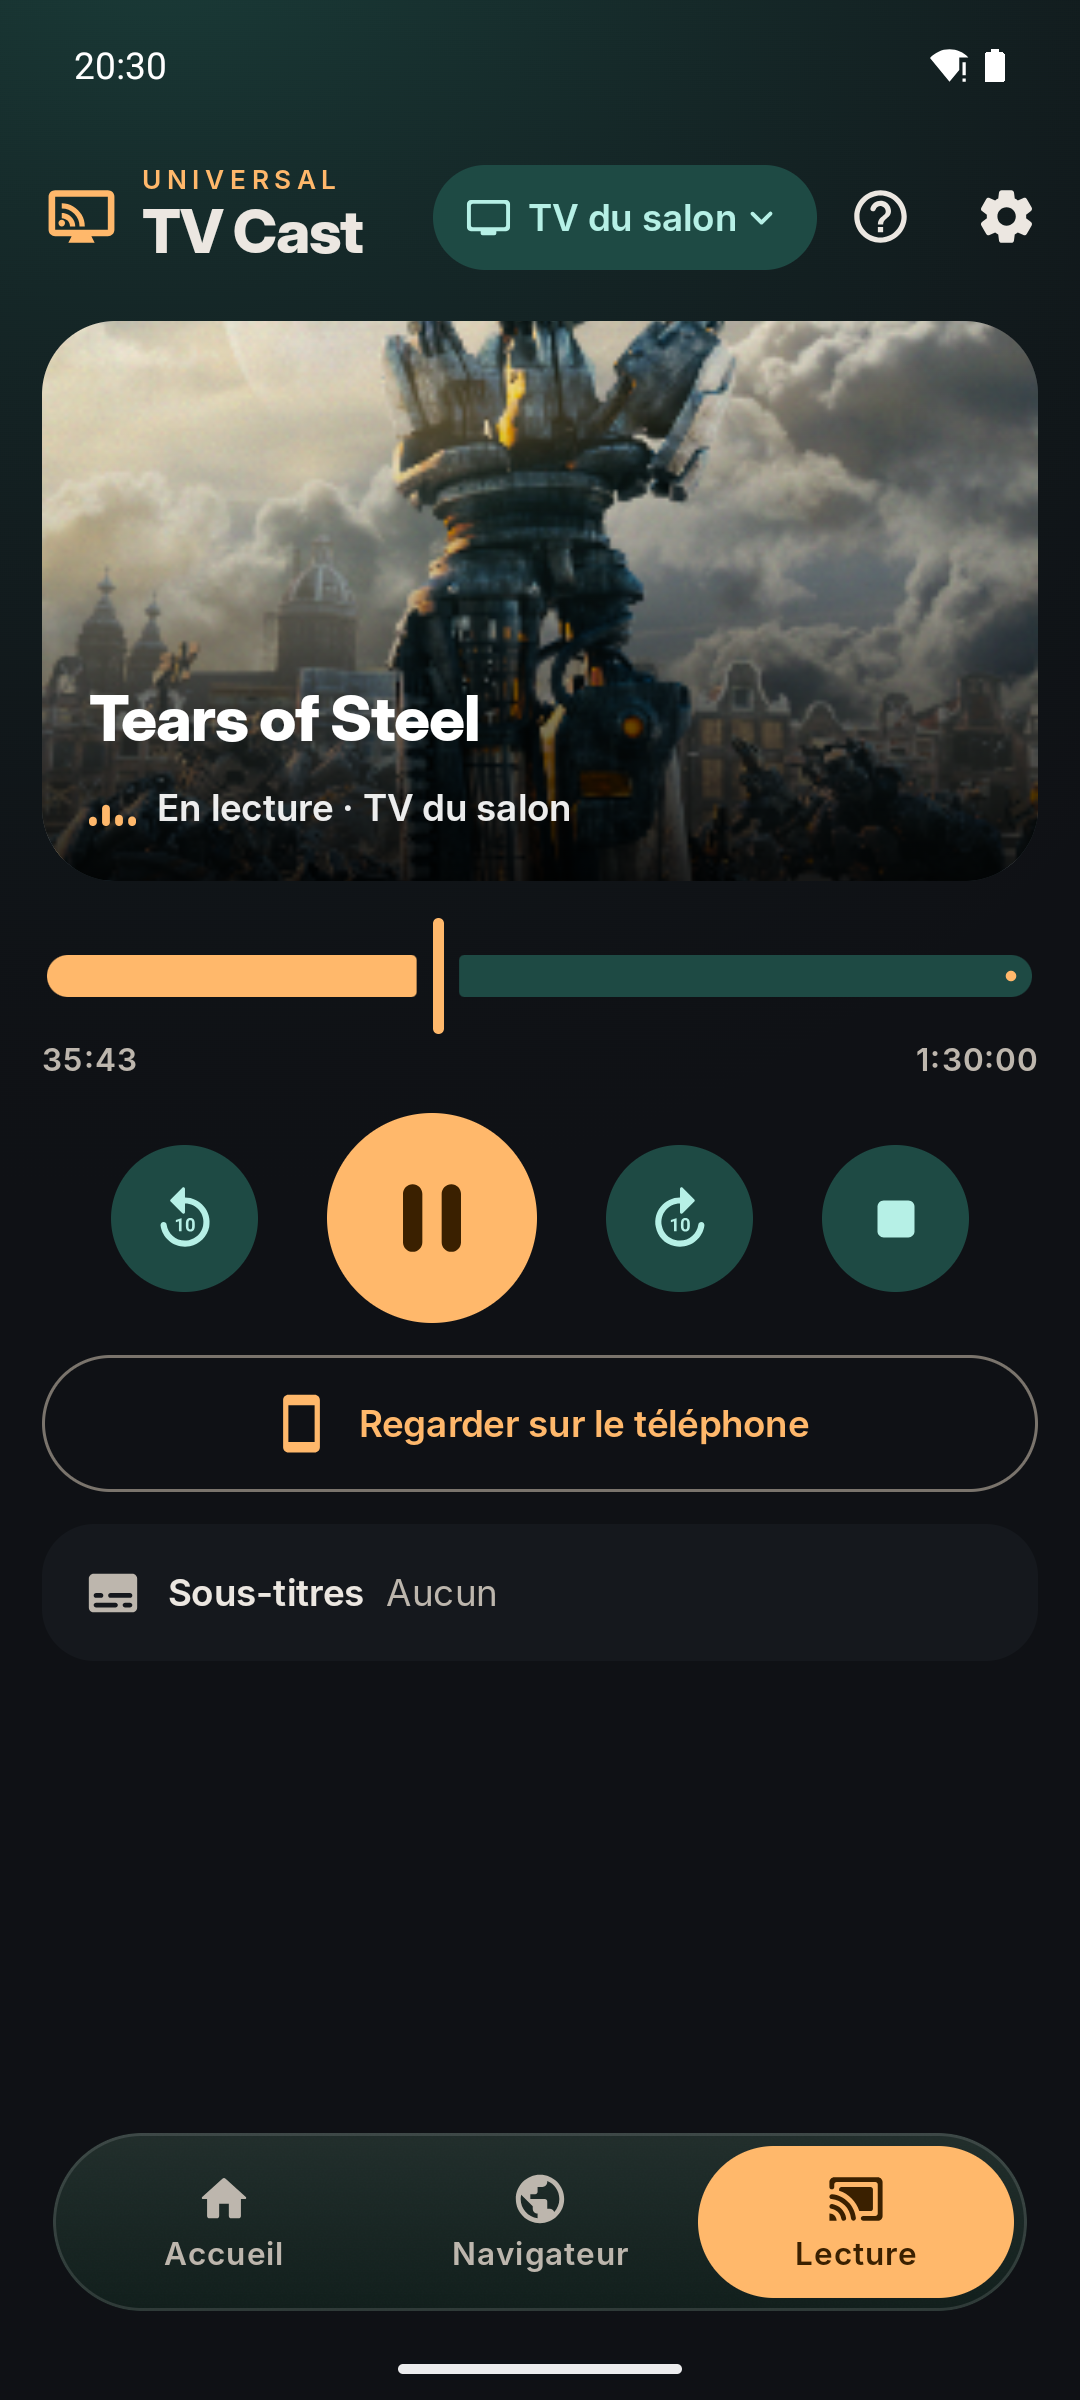 20:30
UNIVERSAL
TV Cast
TV du salon
Tears of Steel
En lecture · TV du salon
35:43
1:30:00
10
10
Regarder sur le téléphone
Sous-titres Aucun
Accueil
Navigateur
Lecture